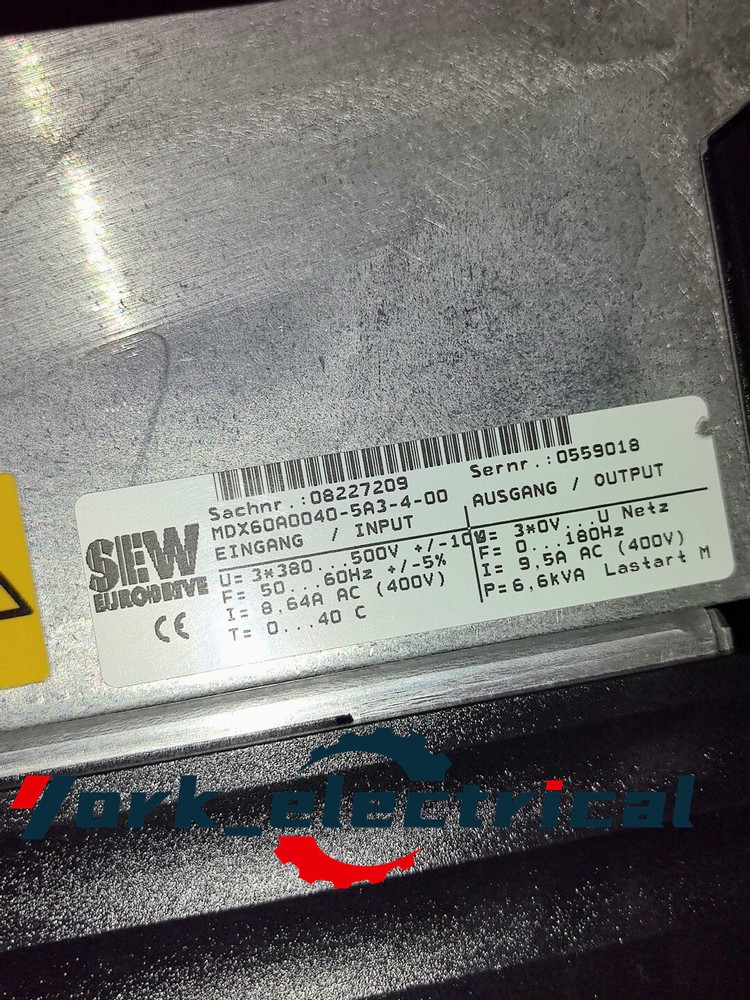 Sachnr.:08227209
Sernr.:0559018
MDX60A0040-5A3-4-00
EINGANG / INPUT
AUSGANG / OUTPUT
U= 3*380...500V +/-10%
F= 50...60Hz +/-5%
I= 8.64A AC (400V)
T= 0...40 C
U= 3*0V...U Netz
F= 0...180Hz
I= 9,5A AC (400V)
P= 6,6kVA Lastart M
SEW
EURODRIVE
CE
York_electrical